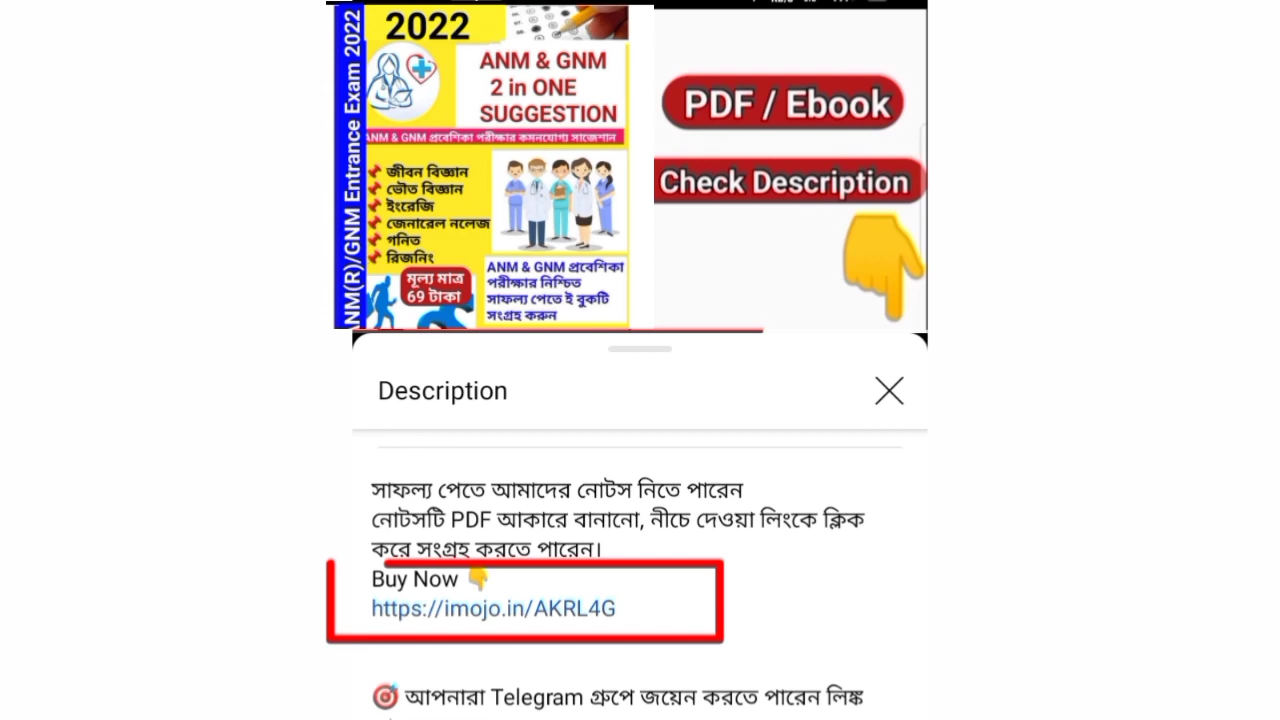 2022
ANM(R)/GNM Entrance Exam 2022
ANM & GNM
2 in ONE
SUGGESTION
ANM & GNM প্রবেশিকা পরীক্ষার কমনযোগ্য সাজেশান
জীবন বিজ্ঞান
ভৌত বিজ্ঞান
ইংরেজি
জেনারেল নলেজ
গনিত
রিজনিং
মূল্য মাত্র
69 টাকা
ANM & GNM প্রবেশিকা
পরীক্ষার নিশ্চিত
সাফল্য পেতে ই বুকটি
সংগ্রহ করুন
PDF / Ebook
Check Description
Description
সাফল্য পেতে আমাদের নোটস নিতে পারেন
নোটসটি PDF আকারে বানানো, নীচে দেওয়া লিংকে ক্লিক
করে সংগ্রহ করতে পারেন।
Buy Now 👇
https://imojo.in/AKRL4G
🎯 আপনারা Telegram গ্রুপে জয়েন করতে পারেন লিঙ্ক